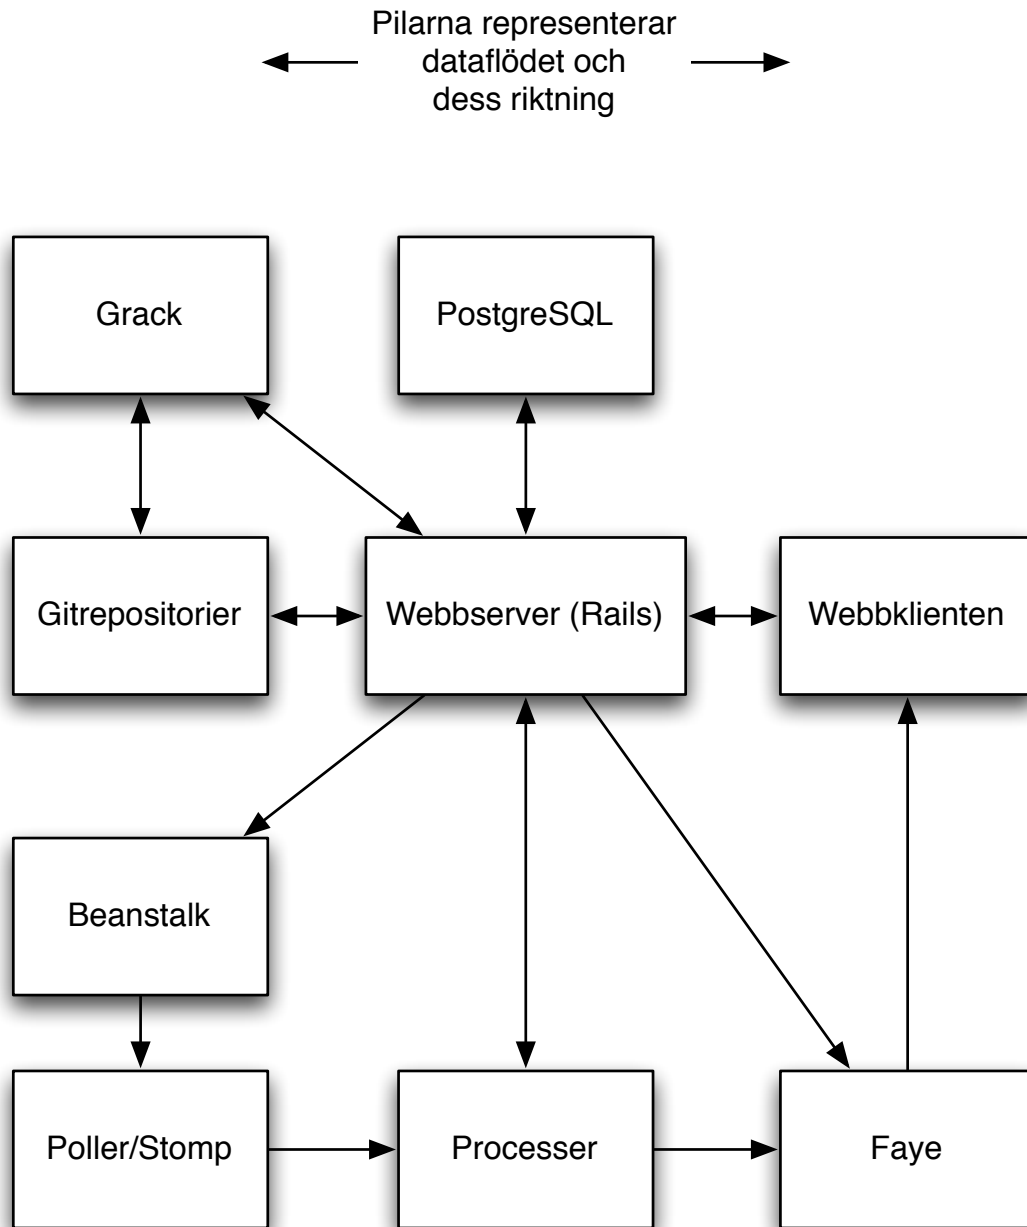 Pilarna representerar
dataflödet och
dess riktning
Grack
PostgreSQL
Gitrepositorier
Webbserver (Rails)
Webbklienten
Beanstalk
Poller/Stomp
Processer
Faye